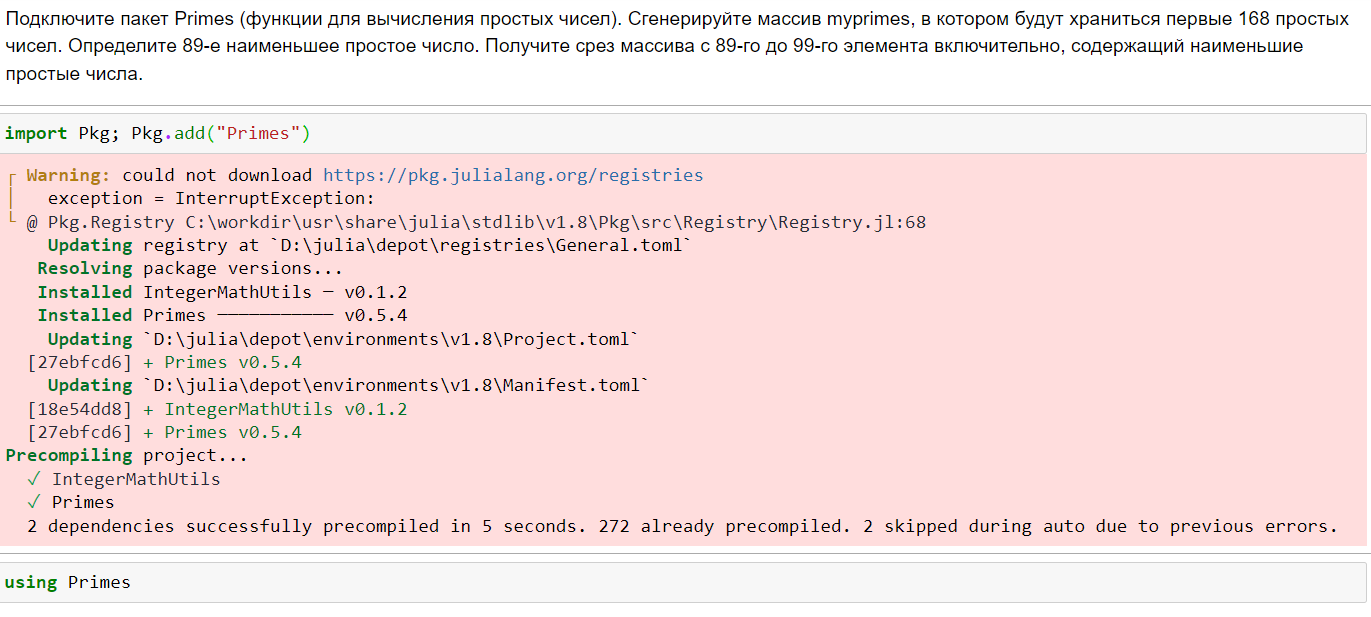 Подключите пакет Primes (функции для вычисления простых чисел). Сгенерируйте массив myprimes, в котором будут храниться первые 168 простых
чисел. Определите 89-е наименьшее простое число. Получите срез массива с 89-го до 99-го элемента включительно, содержащий наименьшие
простые числа.
import Pkg; Pkg.add("Primes")
┌ Warning: could not download https://pkg.julialang.org/registries
│   exception = InterruptException:
└ @ Pkg.Registry C:\workdir\usr\share\julia\stdlib\v1.8\Pkg\src\Registry\Registry.jl:68
    Updating registry at `D:\julia\depot\registries\General.toml`
   Resolving package versions...
   Installed IntegerMathUtils ─ v0.1.2
   Installed Primes ─────────── v0.5.4
    Updating `D:\julia\depot\environments\v1.8\Project.toml`
  [27ebfcd6] + Primes v0.5.4
    Updating `D:\julia\depot\environments\v1.8\Manifest.toml`
  [18e54dd8] + IntegerMathUtils v0.1.2
  [27ebfcd6] + Primes v0.5.4
Precompiling project...
  ✓ IntegerMathUtils
  ✓ Primes
  2 dependencies successfully precompiled in 5 seconds. 272 already precompiled. 2 skipped during auto due to previous errors.
using Primes